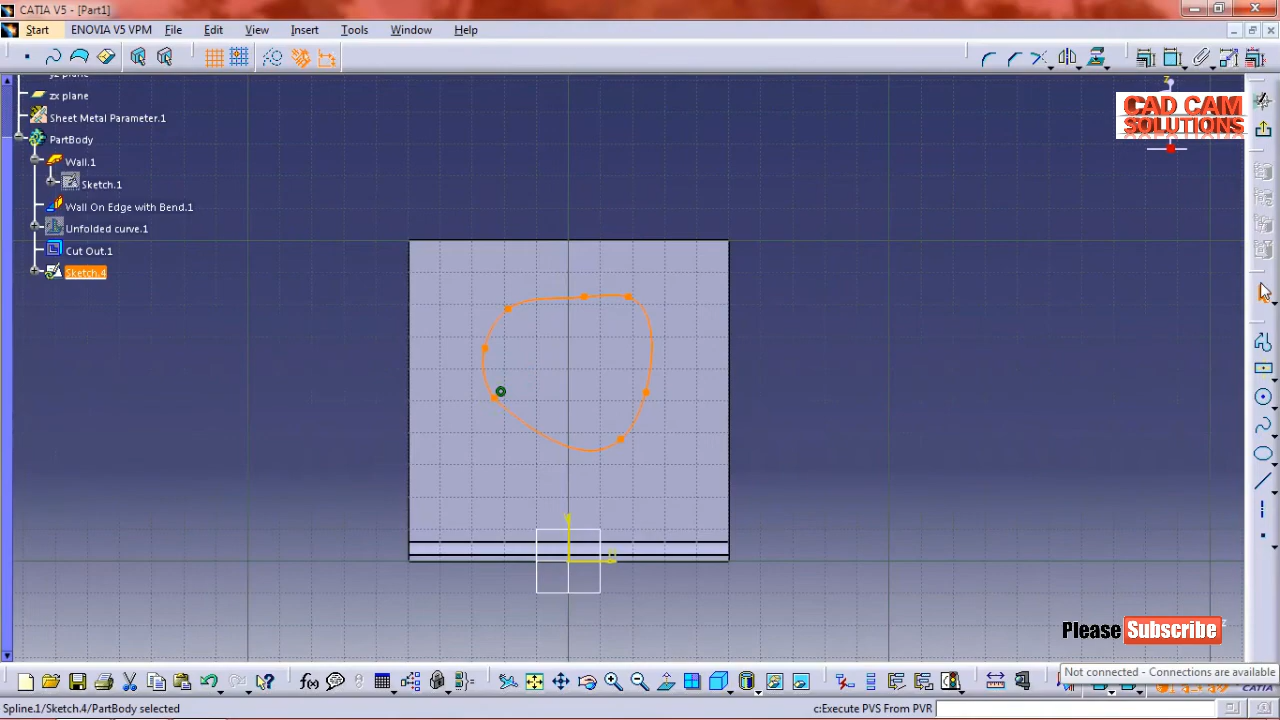 CATIA V5 - [Part1]
Start
ENOVIA V5 VPM
File
Edit
View
Insert
Tools
Window
Help
zx plane
Sheet Metal Parameter.1
PartBody
Wall.1
Sketch.1
Wall On Edge with Bend.1
Unfolded curve.1
Cut Out.1
Sketch.4
z
CAD CAM
SOLUTIONS
Please Subscribe
z
Not connected - Connections are available
CATIA
Spline.1/Sketch.4/PartBody selected
c:Execute PVS From PVR